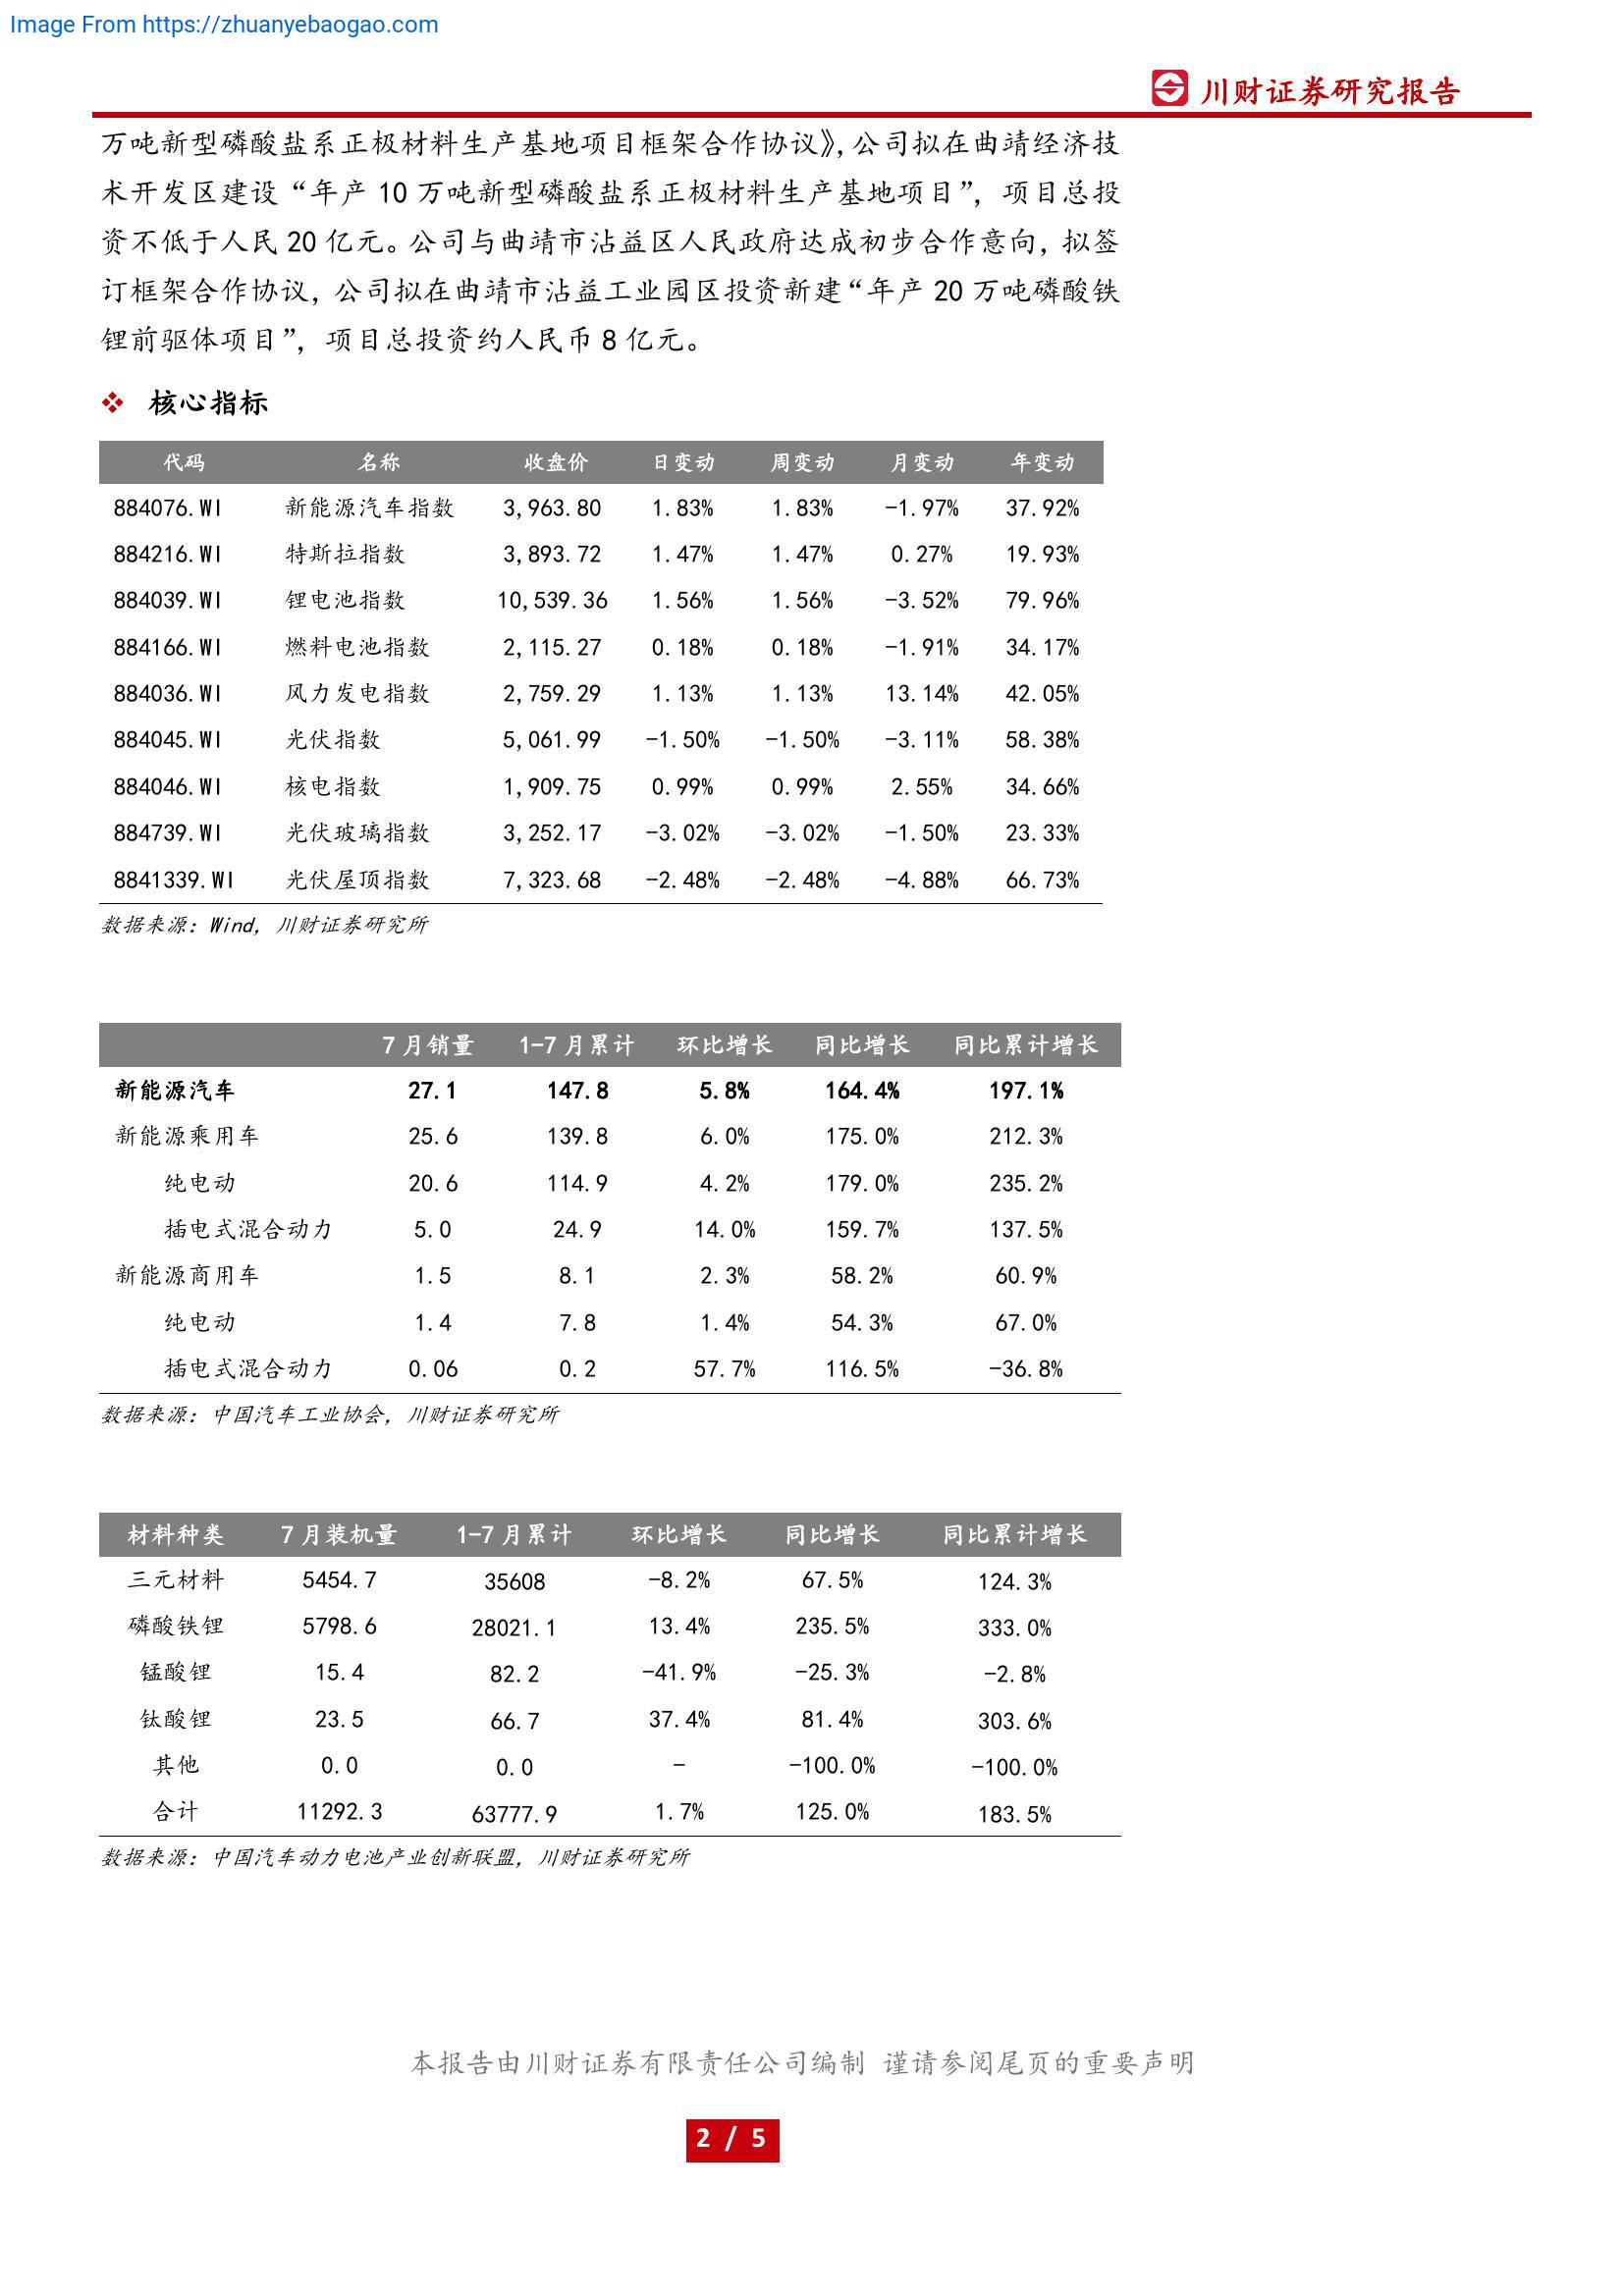 Image From https://zhuanyebaogao.com
川财证券研究报告
万吨新型磷酸盐系正极材料生产基地项目框架合作协议》，公司拟在曲靖经济技
术开发区建设“年产 10 万吨新型磷酸盐系正极材料生产基地项目”，项目总投
资不低于人民 20 亿元。公司与曲靖市沾益区人民政府达成初步合作意向，拟签
订框架合作协议，公司拟在曲靖市沾益工业园区投资新建“年产 20 万吨磷酸铁
锂前驱体项目”，项目总投资约人民币 8 亿元。
❖ 核心指标
代码 名称 收盘价 日变动 周变动 月变动 年变动
884076.WI 新能源汽车指数 3,963.80 1.83% 1.83% -1.97% 37.92%
884216.WI 特斯拉指数 3,893.72 1.47% 1.47% 0.27% 19.93%
884039.WI 锂电池指数 10,539.36 1.56% 1.56% -3.52% 79.96%
884166.WI 燃料电池指数 2,115.27 0.18% 0.18% -1.91% 34.17%
884036.WI 风力发电指数 2,759.29 1.13% 1.13% 13.14% 42.05%
884045.WI 光伏指数 5,061.99 -1.50% -1.50% -3.11% 58.38%
884046.WI 核电指数 1,909.75 0.99% 0.99% 2.55% 34.66%
884739.WI 光伏玻璃指数 3,252.17 -3.02% -3.02% -1.50% 23.33%
8841339.WI 光伏屋顶指数 7,323.68 -2.48% -2.48% -4.88% 66.73%
数据来源：Wind，川财证券研究所
7 月销量 1-7 月累计 环比增长 同比增长 同比累计增长
新能源汽车 27.1 147.8 5.8% 164.4% 197.1%
新能源乘用车 25.6 139.8 6.0% 175.0% 212.3%
纯电动 20.6 114.9 4.2% 179.0% 235.2%
插电式混合动力 5.0 24.9 14.0% 159.7% 137.5%
新能源商用车 1.5 8.1 2.3% 58.2% 60.9%
纯电动 1.4 7.8 1.4% 54.3% 67.0%
插电式混合动力 0.06 0.2 57.7% 116.5% -36.8%
数据来源：中国汽车工业协会，川财证券研究所
材料种类 7 月装机量 1-7 月累计 环比增长 同比增长 同比累计增长
三元材料 5454.7 35608 -8.2% 67.5% 124.3%
磷酸铁锂 5798.6 28021.1 13.4% 235.5% 333.0%
锰酸锂 15.4 82.2 -41.9% -25.3% -2.8%
钛酸锂 23.5 66.7 37.4% 81.4% 303.6%
其他 0.0 0.0 - -100.0% -100.0%
合计 11292.3 63777.9 1.7% 125.0% 183.5%
数据来源：中国汽车动力电池产业创新联盟，川财证券研究所
本报告由川财证券有限责任公司编制 谨请参阅尾页的重要声明
2 / 5